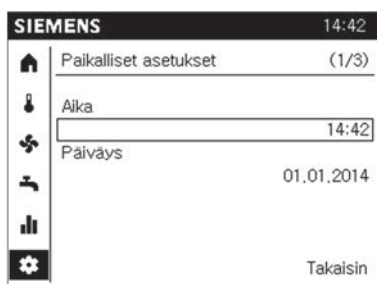 SIEMENS 14:42
Paikalliset asetukset (1/3)
Aika
14:42
Päiväys
01.01.2014
Takaisin